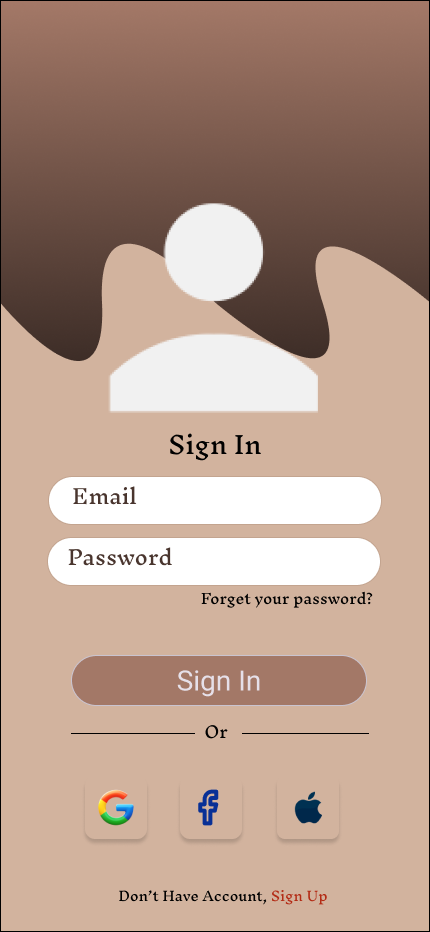 Sign In
Email
Password
Forget your password?
Sign In
Or
Don’t Have Account, Sign Up